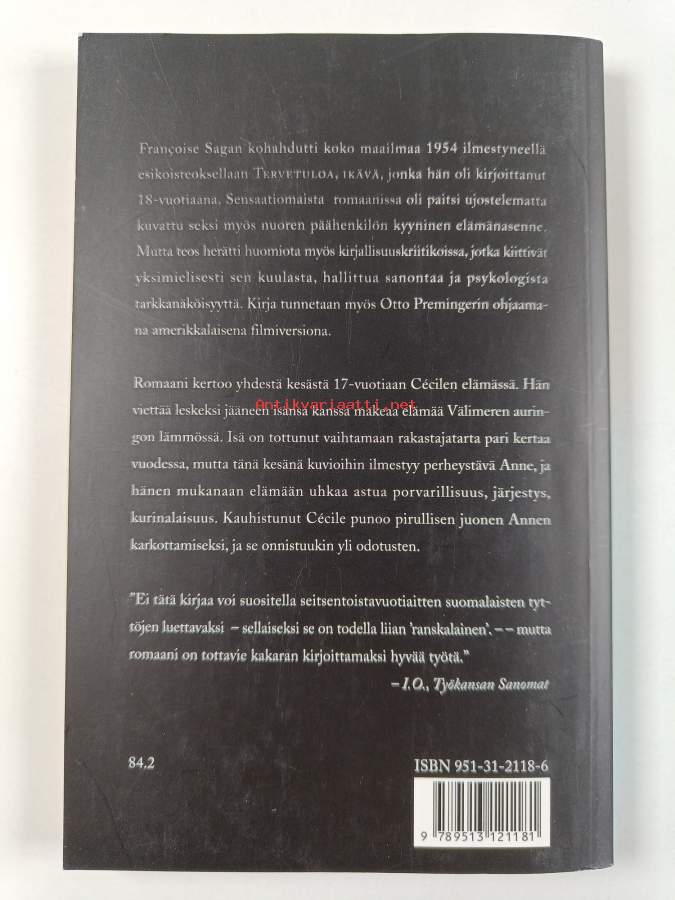 Françoise Sagan kohahdutti koko maailmaa 1954 ilmestyneellä
esikoisteoksellaan TERVETULOA, IKÄVÄ, jonka hän oli kirjoittanut
18-vuotiaana. Sensaatiomaista romaanissa oli paitsi ujostelematta
kuvattu seksi myös nuoren päähenkilön kyyninen elämänasenne.
Mutta teos herätti huomiota myös kirjallisuuskriitikoissa, jotka kiittivät
yksimielisesti sen kuulasta, hallittua sanontaa ja psykologista
tarkkanäköisyyttä. Kirja tunnetaan myös Otto Premingerin ohjaama-
na amerikkalaisena filmiversiona.
Romaani kertoo yhdestä kesästä 17-vuotiaan Cécilen elämässä. Hän
viettää leskeksi jääneen isänsä kanssa makeaa elämää Välimeren aurin-
Antikvariaatti.net
gon lämmössä. Isä on tottunut vaihtamaan rakastajatarta pari kertaa
vuodessa, mutta tänä kesänä kuvioihin ilmestyy perheystävä Anne, ja
hänen mukanaan elämään uhkaa astua porvarillisuus, järjestys,
kurinalaisuus. Kauhistunut Cécile punoo pirullisen juonen Annen
karkottamiseksi, ja se onnistuukin yli odotusten.
"Ei tätä kirjaa voi suositella seitsentoistavuotiaitten suomalaisten tyt-
töjen luettavaksi – sellaiseksi se on todella liian 'ranskalainen'. – – mutta
romaani on tottavie kakaran kirjoittamaksi hyvää työtä."
– I.O., Työkansan Sanomat
84.2
ISBN 951-31-2118-6
9 789513 121181